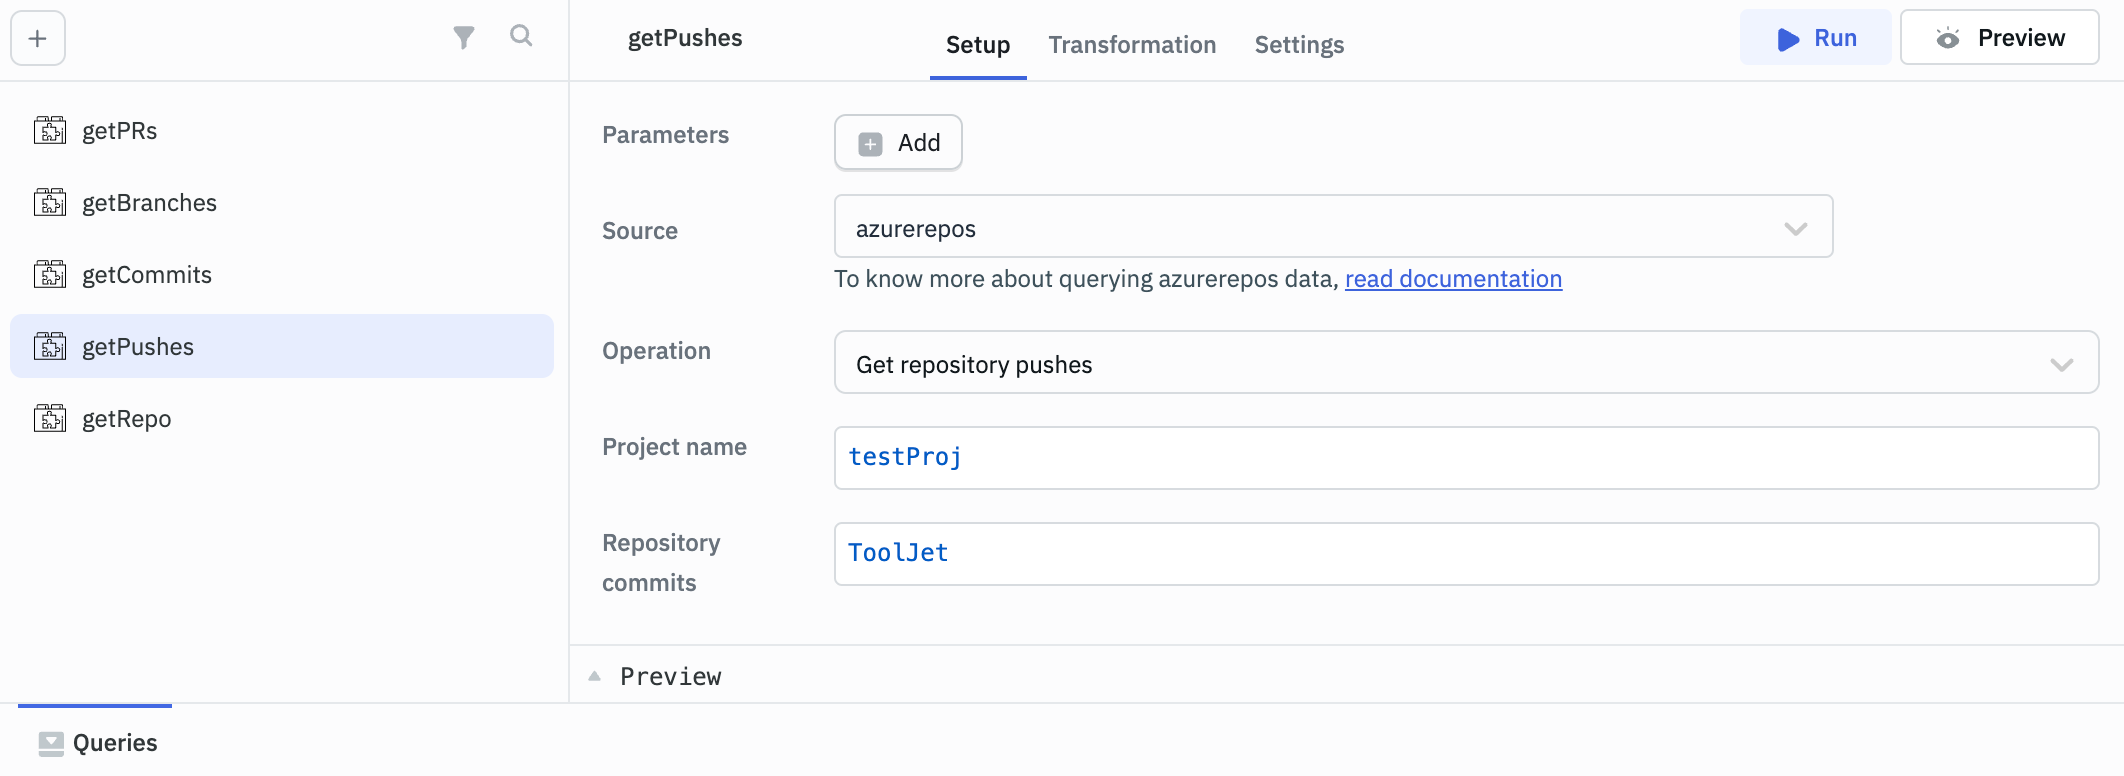 getPushes
Setup Transformation Settings
Run
Preview
getPRs
getBranches
getCommits
getPushes
getRepo
Parameters
Add
Source
azurerepos
To know more about querying azurerepos data, read documentation
Operation
Get repository pushes
Project name
testProj
Repository
commits
ToolJet
Preview
Queries